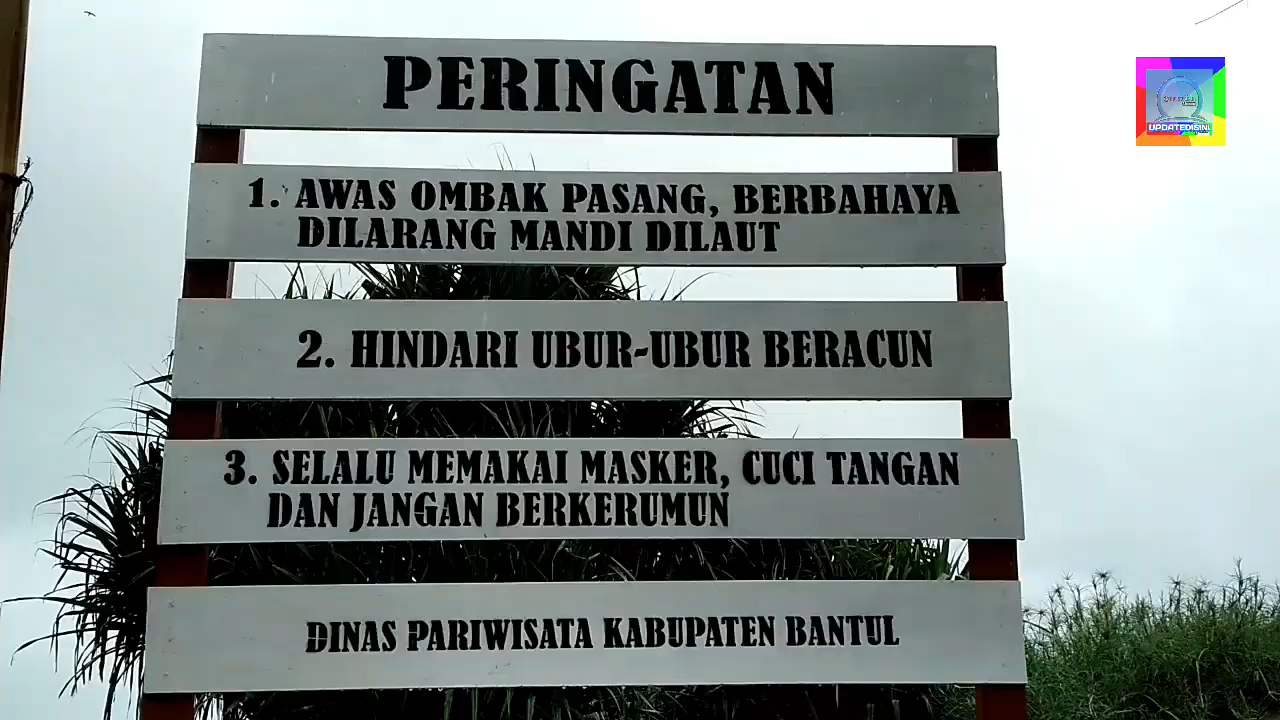 PERINGATAN
1. AWAS OMBAK PASANG, BERBAHAYA
DILARANG MANDI DILAUT
2. HINDARI UBUR-UBUR BERACUN
3. SELALU MEMAKAI MASKER, CUCI TANGAN
DAN JANGAN BERKERUMUN
DINAS PARIWISATA KABUPATEN BANTUL
UPDATEDISINI